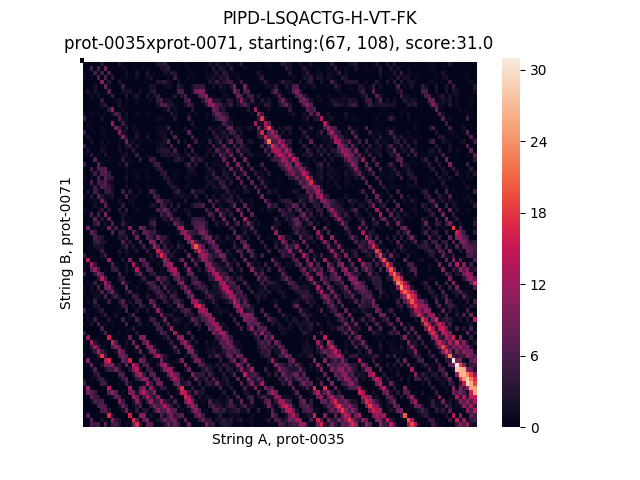 PIPD-LSQACTG-H-VT-FK
prot-0035xprot-0071, starting:(67, 108), score:31.0
String B, prot-0071
String A, prot-0035
30
24
18
12
6
0